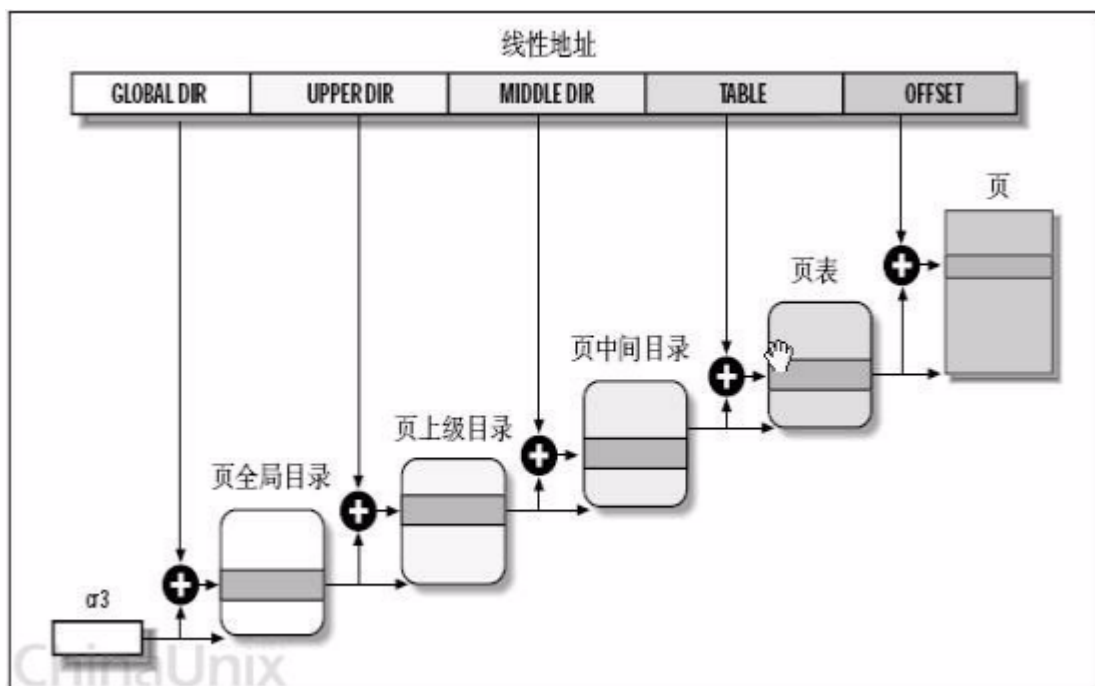 线性地址
GLOBAL DIR
UPPER DIR
MIDDLE DIR
TABLE
OFFSET
页
页表
页中间目录
页上级目录
页全局目录
cr3
ChinaUnix